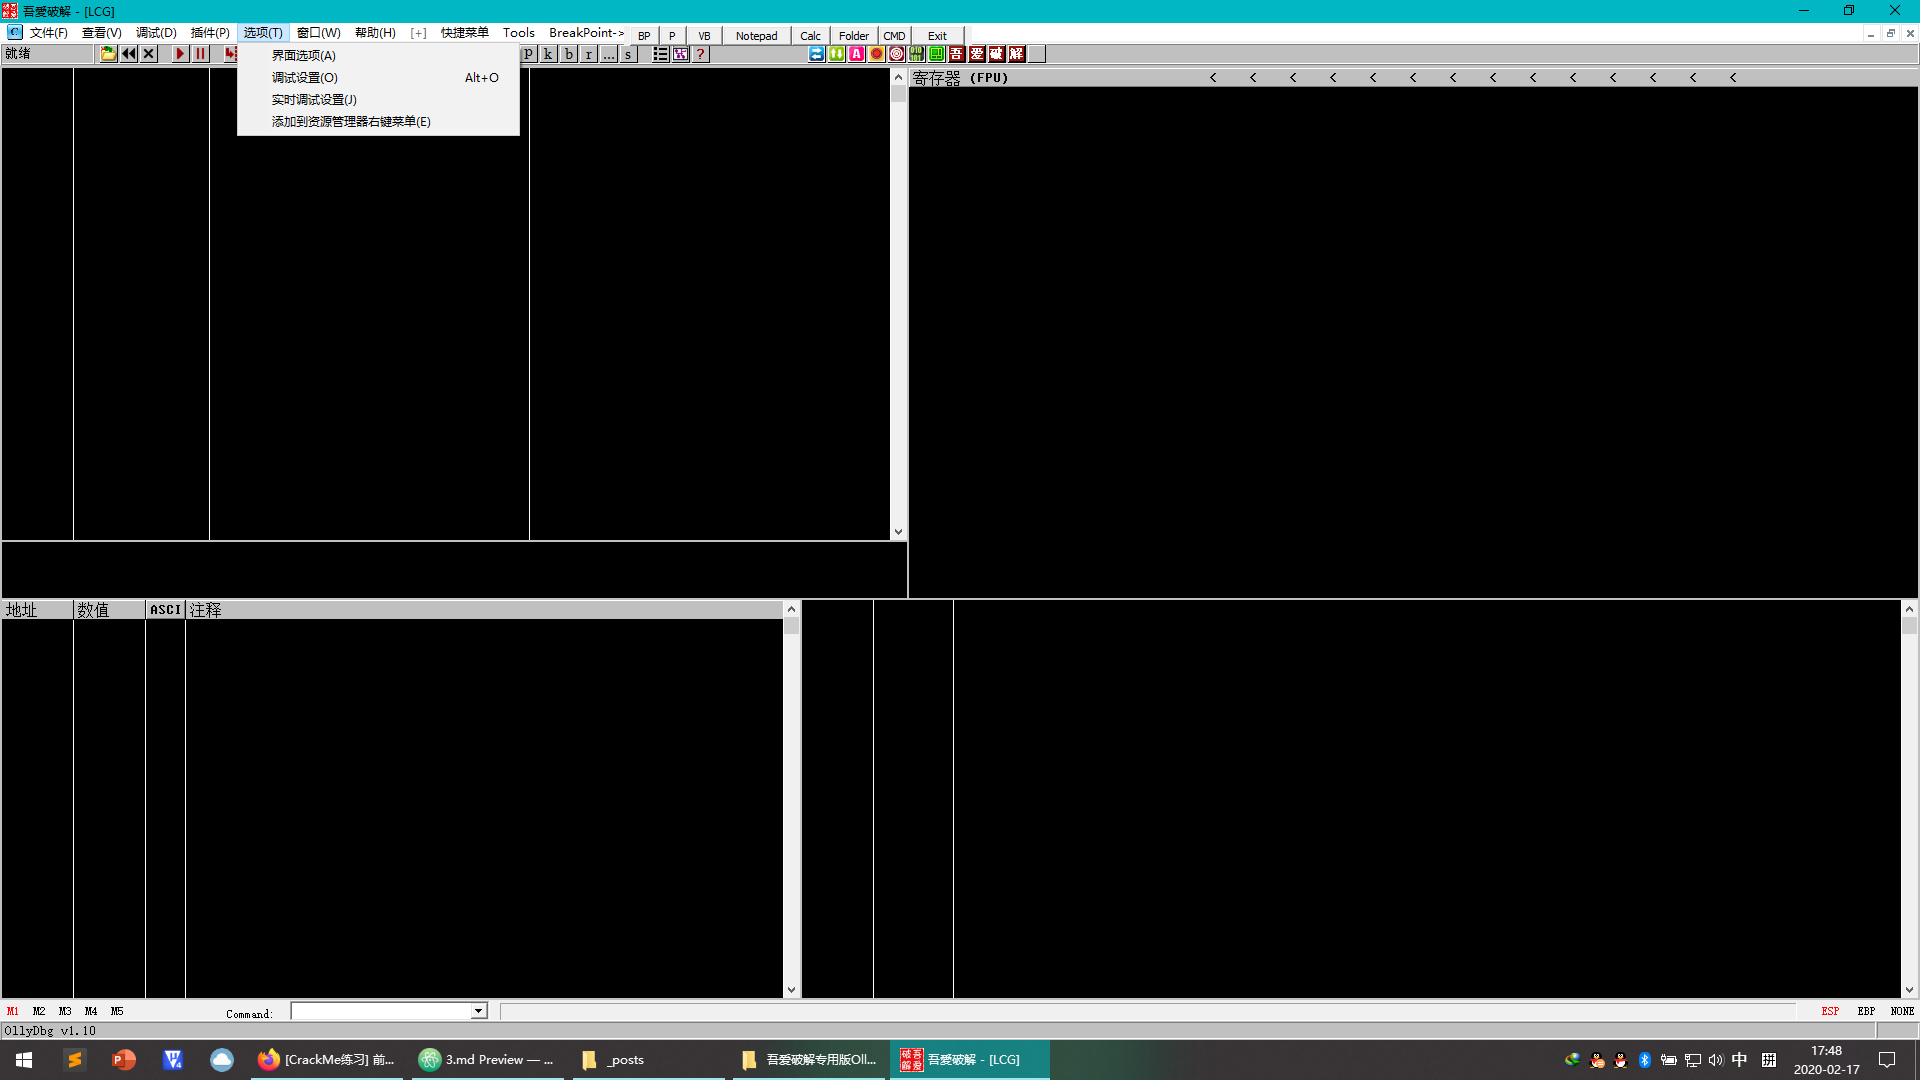 吾愛破解 - [LCG]
文件(F) 查看(V) 调试(D) 插件(P) 选项(T) 窗口(W) 帮助(H) [+] 快捷菜单 Tools BreakPoint-> BP P VB Notepad Calc Folder CMD Exit
就绪 p k b r ... s ? A 吾 爱 破 解
界面选项(A)
调试设置(O) Alt+O
实时调试设置(J)
添加到资源管理器右键菜单(E)
寄存器 (FPU) < < < < < < < < < < < < < <
地址 数值 ASCI 注释
M1 M2 M3 M4 M5 Command: ESP EBP NONE
OllyDbg v1.10
[CrackMe练习] 前... 3.md Preview — ... _posts 吾爱破解专用版Oll... 吾愛破解 - [LCG] 中 拼 17:48
2020-02-17